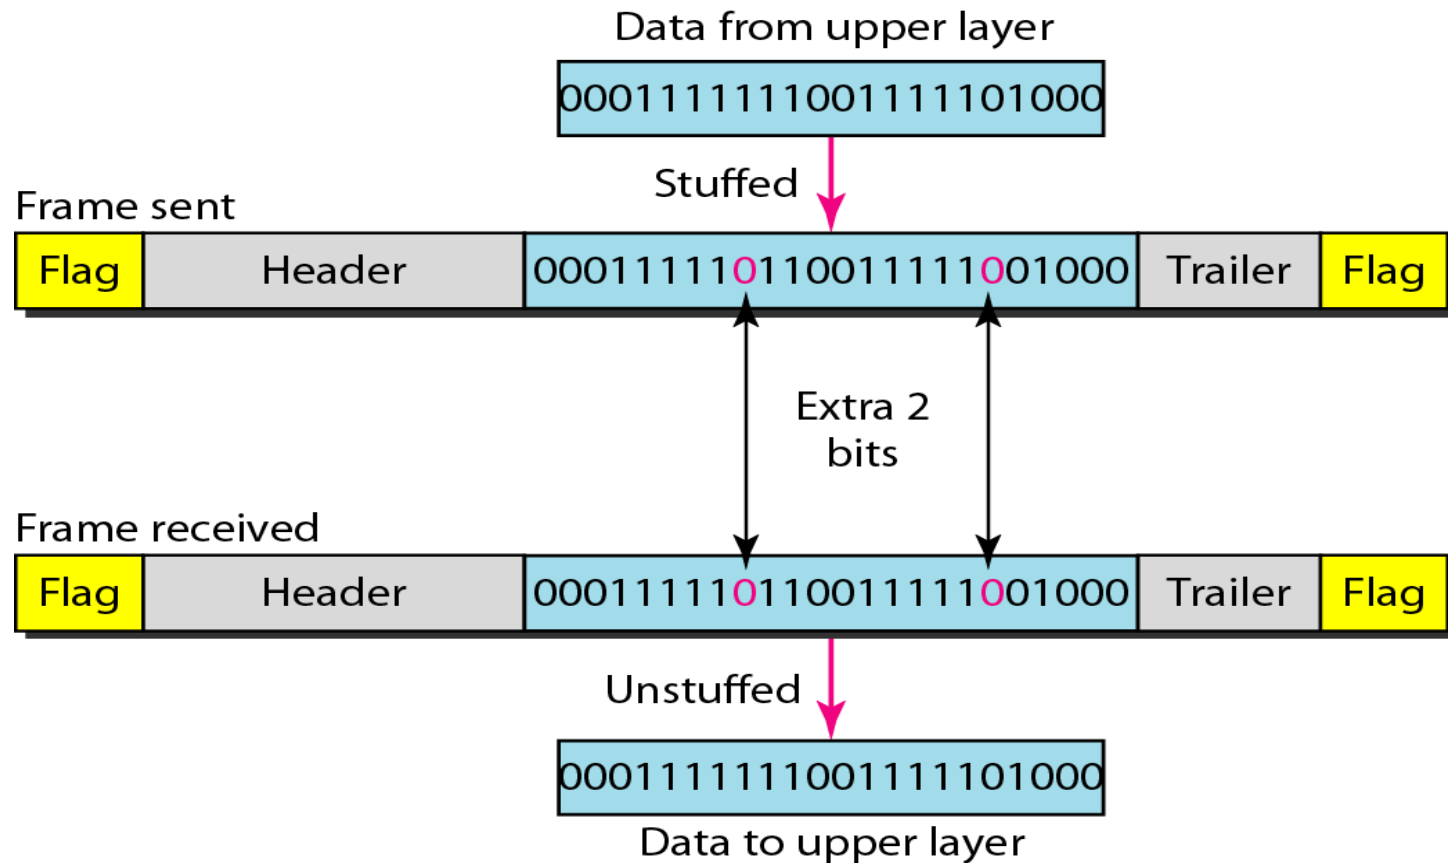 Data from upper layer
0001111111001111101000
Stuffed
Frame sent
Flag Header 000111110110011111001000 Trailer Flag
Extra 2
bits
Frame received
Flag Header 000111110110011111001000 Trailer Flag
Unstuffed
0001111111001111101000
Data to upper layer